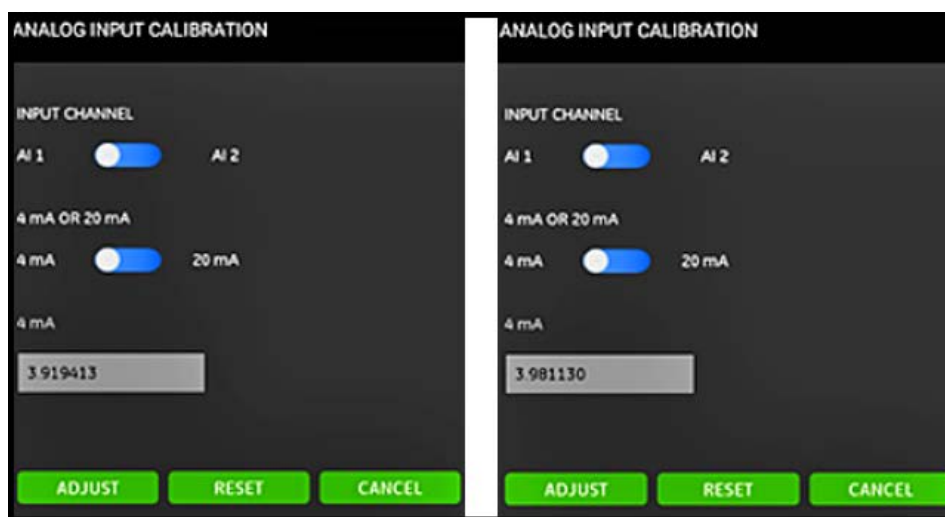 ANALOG INPUT CALIBRATION
INPUT CHANNEL
AI 1 AI 2
4 mA OR 20 mA
4 mA 20 mA
4 mA
3.919413
ADJUST RESET CANCEL
ANALOG INPUT CALIBRATION
INPUT CHANNEL
AI 1 AI 2
4 mA OR 20 mA
4 mA 20 mA
4 mA
3.981130
ADJUST RESET CANCEL